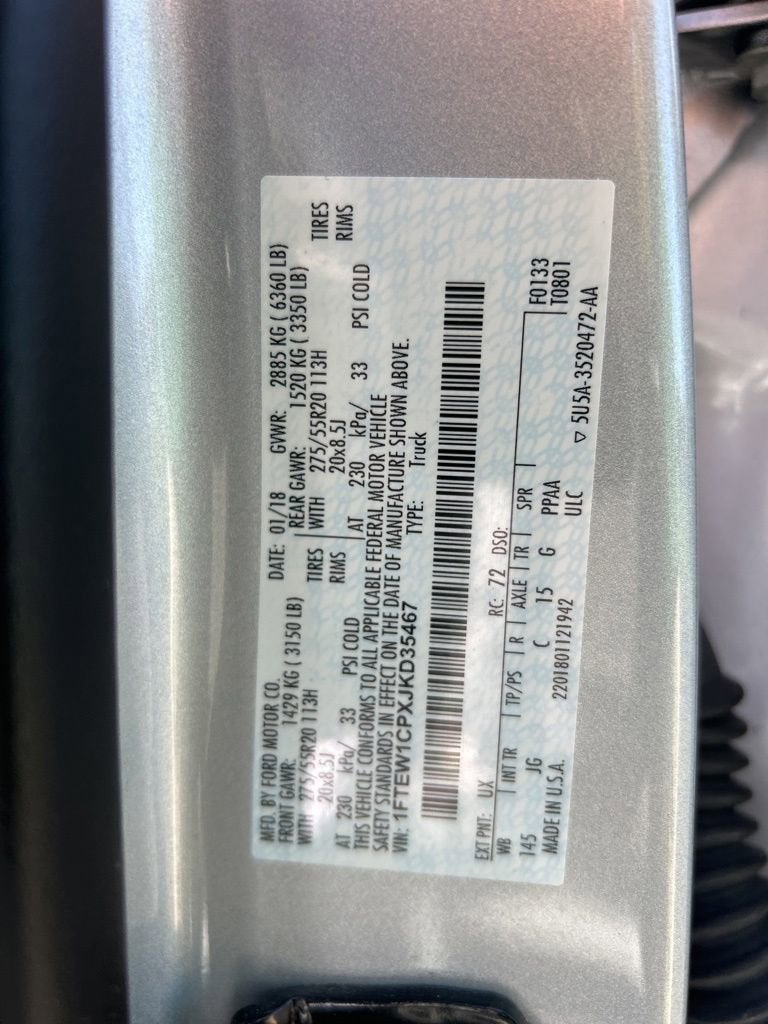 MFD. BY FORD MOTOR CO.
DATE: 01/18 GVWR: 2885 KG ( 6360 LB)
FRONT GAWR: 1429 KG ( 3150 LB) REAR GAWR: 1520 KG ( 3350 LB)
WITH 275/55R20 113H TIRES WITH 275/55R20 113H TIRES
20x8.5J RIMS 20x8.5J RIMS
AT 230 kPa/ 33 PSI COLD AT 230 kPa/ 33 PSI COLD
THIS VEHICLE CONFORMS TO ALL APPLICABLE FEDERAL MOTOR VEHICLE
SAFETY STANDARDS IN EFFECT ON THE DATE OF MANUFACTURE SHOWN ABOVE.
VIN: 1FTEW1CPXJKD35467 TYPE: Truck
EXT PNT: UX RC: 72 DSO:
WB INT TR TP/PS R AXLE TR SPR F0133
145 JG C 15 G PPAA T0801
MADE IN U.S.A. 2201801121942 ULC
▽ 5U5A-3520472-AA